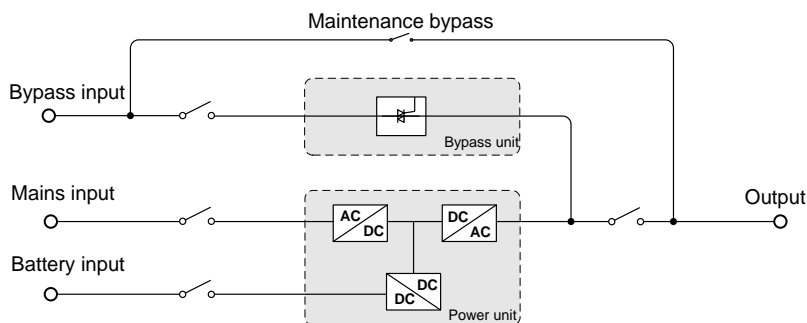 Maintenance bypass
Bypass input
Bypass unit
Mains input
AC
DC
DC
AC
Output
Battery input
DC
DC
Power unit